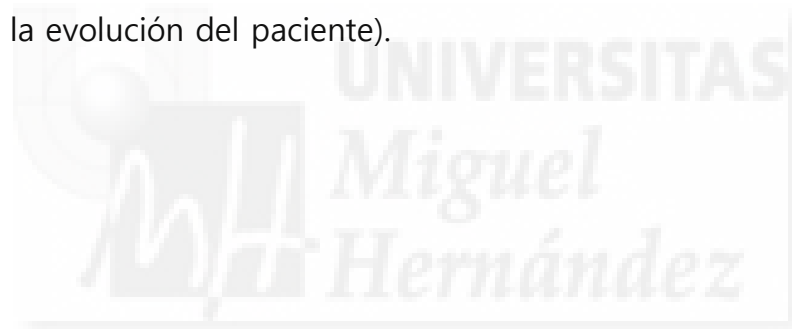 la evolución del paciente).
UNIVERSITAS
Miguel
Hernández